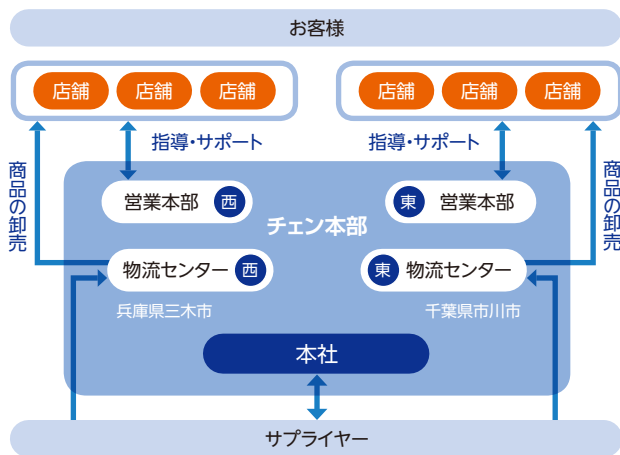 お客様
店舗 店舗 店舗
店舗 店舗 店舗
指導・サポート
指導・サポート
商品の卸売
商品の卸売
営業本部 西
東 営業本部
チェン本部
物流センター 西
東 物流センター
兵庫県三木市
千葉県市川市
本社
サプライヤー